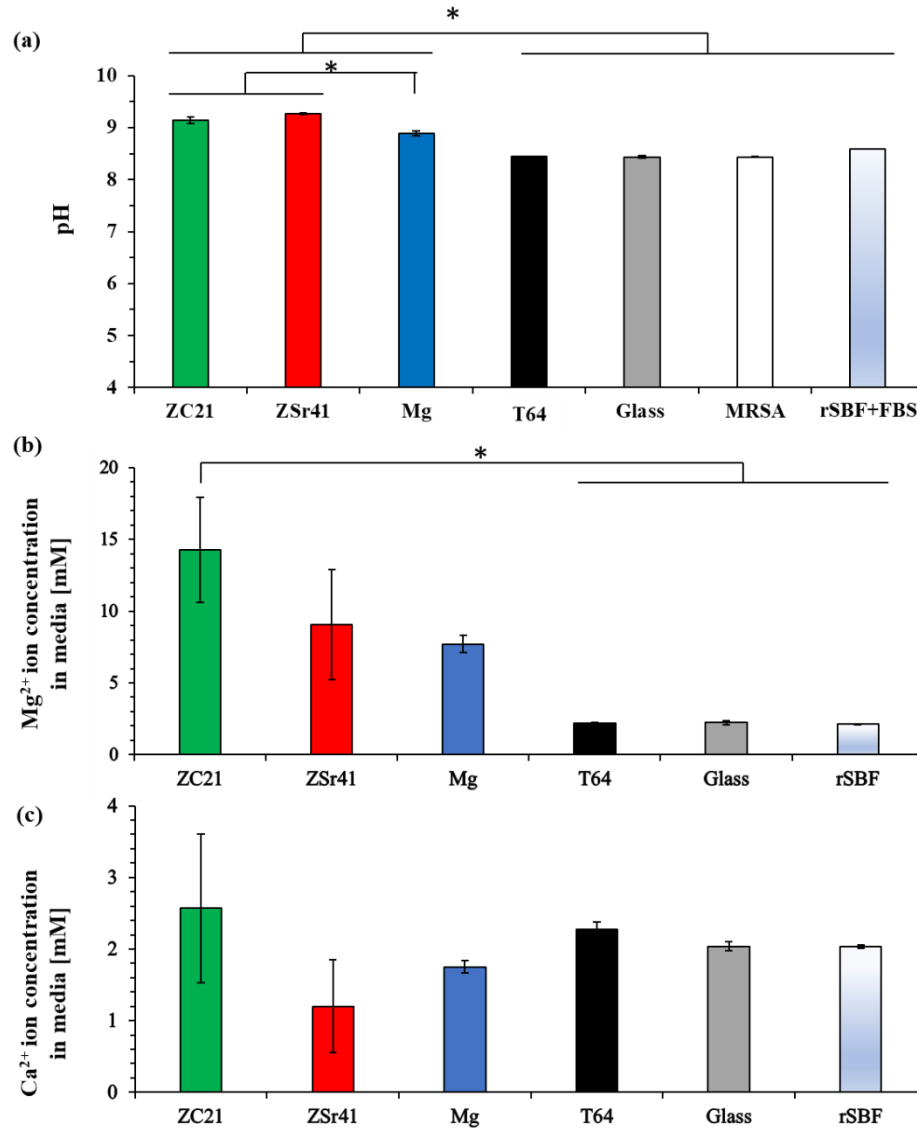 *
(a)
*
10
9
8
7
6
5
4
pH
ZC21 ZSr41 Mg T64 Glass MRSA rSBF+FBS
(b)
*
20
15
10
5
0
Mg²⁺ ion concentration
in media [mM]
ZC21 ZSr41 Mg T64 Glass rSBF
(c)
4
3
2
1
0
Ca²⁺ ion concentration
in media [mM]
ZC21 ZSr41 Mg T64 Glass rSBF